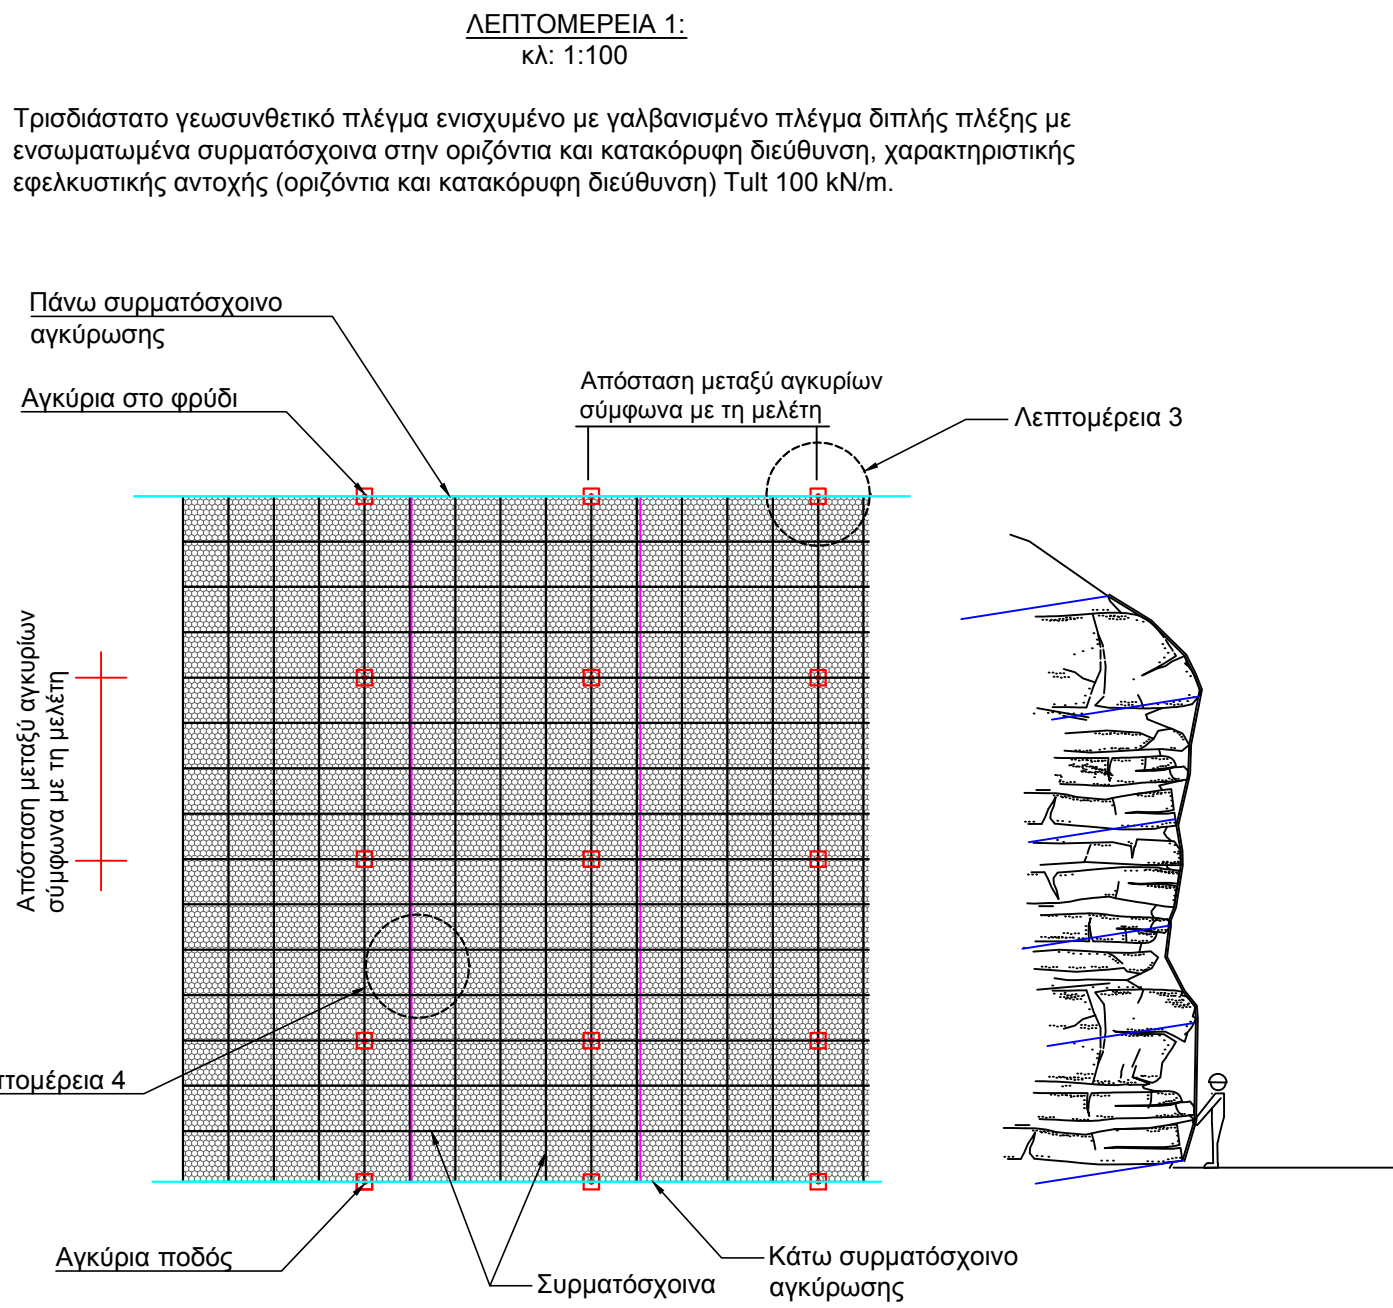 ΛΕΠΤΟΜΕΡΕΙΑ 1:
κλ: 1:100
Τρισδιάστατο γεωσυνθετικό πλέγμα ενισχυμένο με γαλβανισμένο πλέγμα διπλής πλέξης με
ενσωματωμένα συρματόσχοινα στην οριζόντια και κατακόρυφη διεύθυνση, χαρακτηριστικής
εφελκυστικής αντοχής (οριζόντια και κατακόρυφη διεύθυνση) Tult 100 kN/m.
Πάνω συρματόσχοινο
αγκύρωσης
Αγκύρια στο φρύδι
Απόσταση μεταξύ αγκυρίων
σύμφωνα με τη μελέτη
Λεπτομέρεια 3
Απόσταση μεταξύ αγκυρίων
σύμφωνα με τη μελέτη
πτομέρεια 4
Αγκύρια ποδός
Συρματόσχοινα
Κάτω συρματόσχοινο
αγκύρωσης